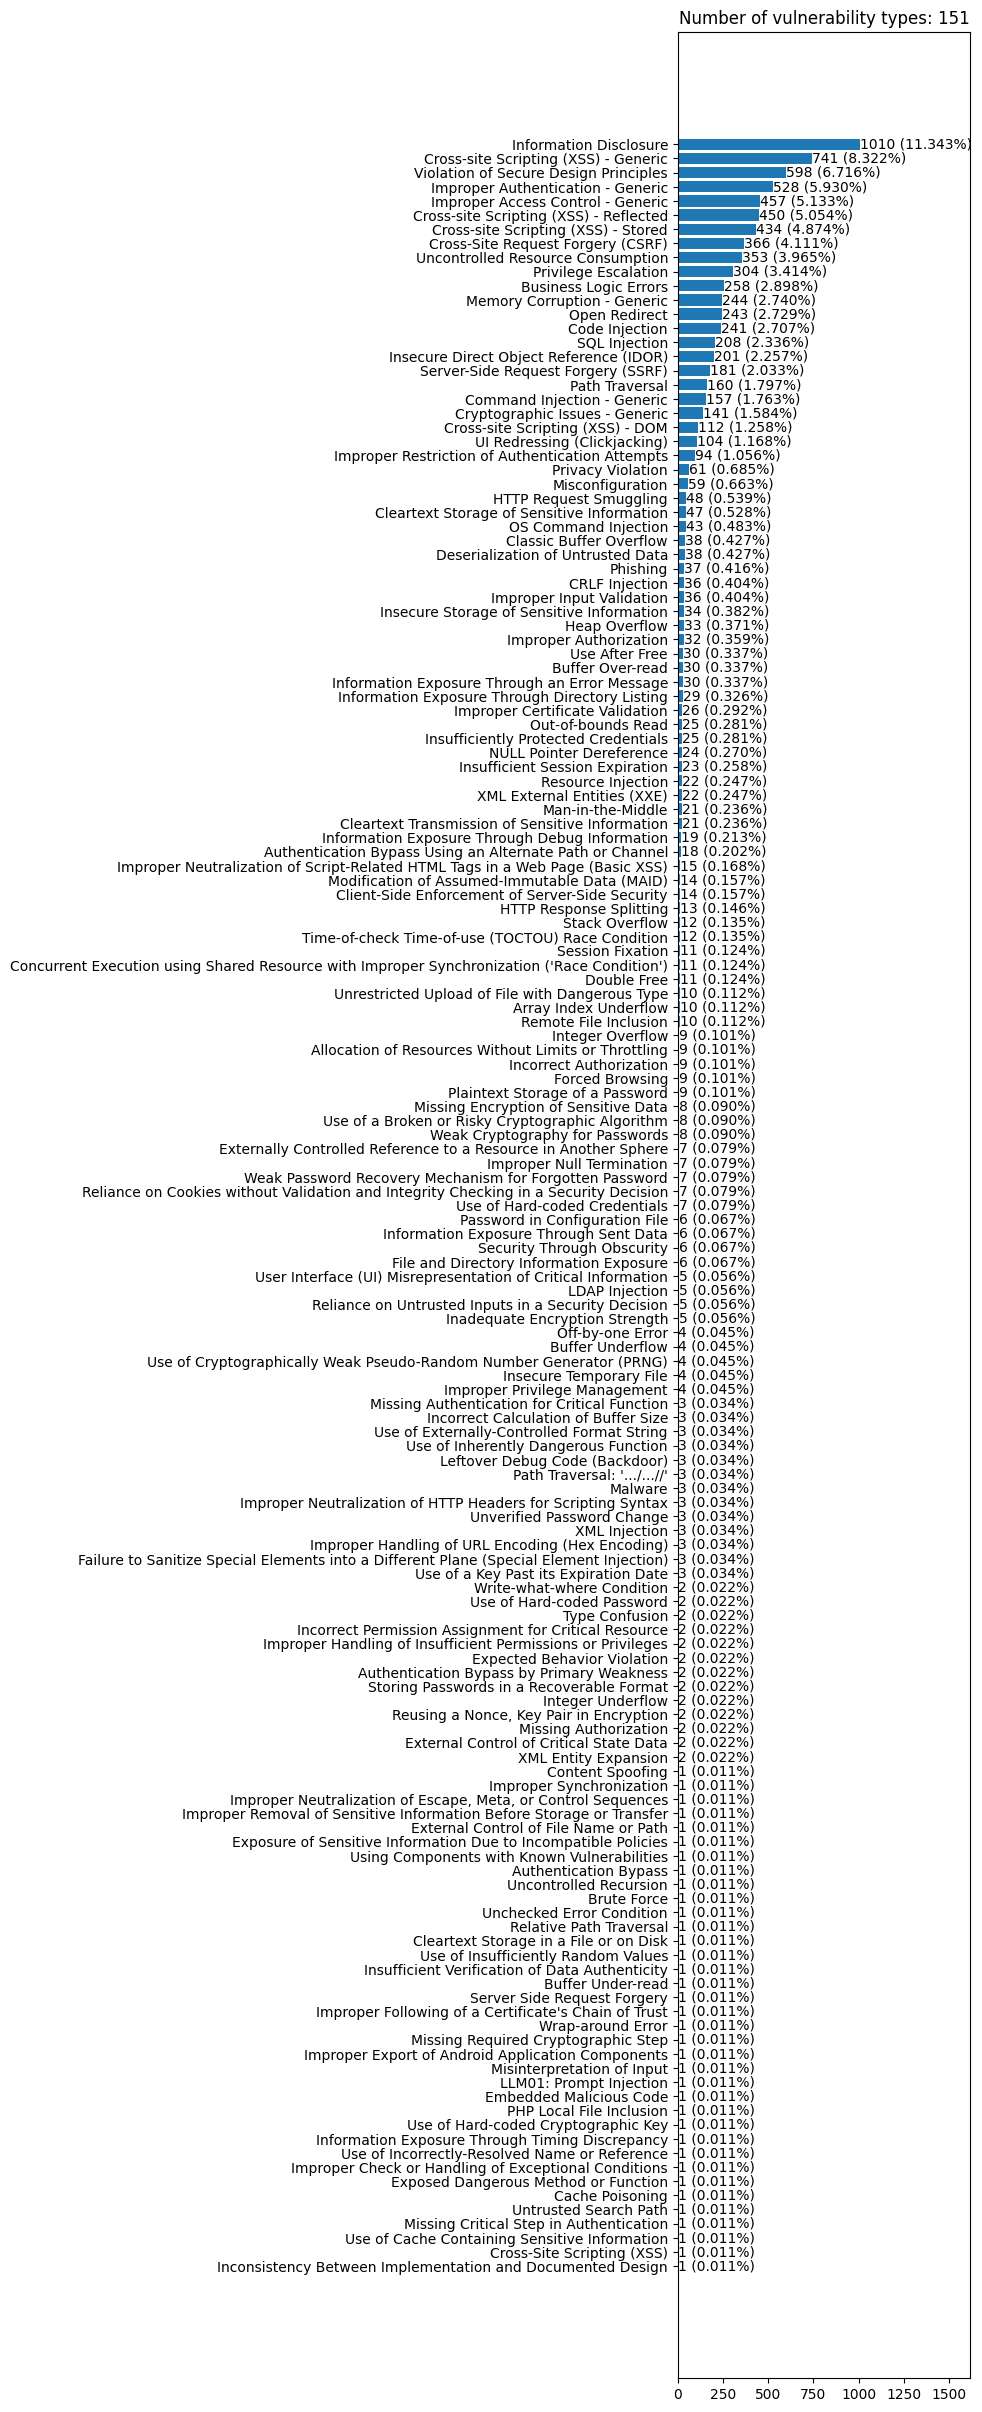 Number of vulnerability types: 151
Information Disclosure 1010 (11.343%)
Cross-site Scripting (XSS) - Generic 741 (8.322%)
Violation of Secure Design Principles 598 (6.716%)
Improper Authentication - Generic 528 (5.930%)
Improper Access Control - Generic 457 (5.133%)
Cross-site Scripting (XSS) - Reflected 450 (5.054%)
Cross-site Scripting (XSS) - Stored 434 (4.874%)
Cross-Site Request Forgery (CSRF) 366 (4.111%)
Uncontrolled Resource Consumption 353 (3.965%)
Privilege Escalation 304 (3.414%)
Business Logic Errors 258 (2.898%)
Memory Corruption - Generic 244 (2.740%)
Open Redirect 243 (2.729%)
Code Injection 241 (2.707%)
SQL Injection 208 (2.336%)
Insecure Direct Object Reference (IDOR) 201 (2.257%)
Server-Side Request Forgery (SSRF) 181 (2.033%)
Path Traversal 160 (1.797%)
Command Injection - Generic 157 (1.763%)
Cryptographic Issues - Generic 141 (1.584%)
Cross-site Scripting (XSS) - DOM 112 (1.258%)
UI Redressing (Clickjacking) 104 (1.168%)
Improper Restriction of Authentication Attempts 94 (1.056%)
Privacy Violation 61 (0.685%)
Misconfiguration 59 (0.663%)
HTTP Request Smuggling 48 (0.539%)
Cleartext Storage of Sensitive Information 47 (0.528%)
OS Command Injection 43 (0.483%)
Classic Buffer Overflow 38 (0.427%)
Deserialization of Untrusted Data 38 (0.427%)
Phishing 37 (0.416%)
CRLF Injection 36 (0.404%)
Improper Input Validation 36 (0.404%)
Insecure Storage of Sensitive Information 34 (0.382%)
Heap Overflow 33 (0.371%)
Improper Authorization 32 (0.359%)
Use After Free 30 (0.337%)
Buffer Over-read 30 (0.337%)
Information Exposure Through an Error Message 30 (0.337%)
Information Exposure Through Directory Listing 29 (0.326%)
Improper Certificate Validation 26 (0.292%)
Out-of-bounds Read 25 (0.281%)
Insufficiently Protected Credentials 25 (0.281%)
NULL Pointer Dereference 24 (0.270%)
Insufficient Session Expiration 23 (0.258%)
Resource Injection 22 (0.247%)
XML External Entities (XXE) 22 (0.247%)
Man-in-the-Middle 21 (0.236%)
Cleartext Transmission of Sensitive Information 21 (0.236%)
Information Exposure Through Debug Information 19 (0.213%)
Authentication Bypass Using an Alternate Path or Channel 18 (0.202%)
Improper Neutralization of Script-Related HTML Tags in a Web Page (Basic XSS) 15 (0.168%)
Modification of Assumed-Immutable Data (MAID) 14 (0.157%)
Client-Side Enforcement of Server-Side Security 14 (0.157%)
HTTP Response Splitting 13 (0.146%)
Stack Overflow 12 (0.135%)
Time-of-check Time-of-use (TOCTOU) Race Condition 12 (0.135%)
Session Fixation 11 (0.124%)
Concurrent Execution using Shared Resource with Improper Synchronization ('Race Condition') 11 (0.124%)
Double Free 11 (0.124%)
Unrestricted Upload of File with Dangerous Type 10 (0.112%)
Array Index Underflow 10 (0.112%)
Remote File Inclusion 10 (0.112%)
Integer Overflow 9 (0.101%)
Allocation of Resources Without Limits or Throttling 9 (0.101%)
Incorrect Authorization 9 (0.101%)
Forced Browsing 9 (0.101%)
Plaintext Storage of a Password 9 (0.101%)
Missing Encryption of Sensitive Data 8 (0.090%)
Use of a Broken or Risky Cryptographic Algorithm 8 (0.090%)
Weak Cryptography for Passwords 8 (0.090%)
Externally Controlled Reference to a Resource in Another Sphere 7 (0.079%)
Improper Null Termination 7 (0.079%)
Weak Password Recovery Mechanism for Forgotten Password 7 (0.079%)
Reliance on Cookies without Validation and Integrity Checking in a Security Decision 7 (0.079%)
Use of Hard-coded Credentials 7 (0.079%)
Password in Configuration File 6 (0.067%)
Information Exposure Through Sent Data 6 (0.067%)
Security Through Obscurity 6 (0.067%)
File and Directory Information Exposure 6 (0.067%)
User Interface (UI) Misrepresentation of Critical Information 5 (0.056%)
LDAP Injection 5 (0.056%)
Reliance on Untrusted Inputs in a Security Decision 5 (0.056%)
Inadequate Encryption Strength 5 (0.056%)
Off-by-one Error 4 (0.045%)
Buffer Underflow 4 (0.045%)
Use of Cryptographically Weak Pseudo-Random Number Generator (PRNG) 4 (0.045%)
Insecure Temporary File 4 (0.045%)
Improper Privilege Management 4 (0.045%)
Missing Authentication for Critical Function 3 (0.034%)
Incorrect Calculation of Buffer Size 3 (0.034%)
Use of Externally-Controlled Format String 3 (0.034%)
Use of Inherently Dangerous Function 3 (0.034%)
Leftover Debug Code (Backdoor) 3 (0.034%)
Path Traversal: '.../...//' 3 (0.034%)
Malware 3 (0.034%)
Improper Neutralization of HTTP Headers for Scripting Syntax 3 (0.034%)
Unverified Password Change 3 (0.034%)
XML Injection 3 (0.034%)
Improper Handling of URL Encoding (Hex Encoding) 3 (0.034%)
Failure to Sanitize Special Elements into a Different Plane (Special Element Injection) 3 (0.034%)
Use of a Key Past its Expiration Date 3 (0.034%)
Write-what-where Condition 2 (0.022%)
Use of Hard-coded Password 2 (0.022%)
Type Confusion 2 (0.022%)
Incorrect Permission Assignment for Critical Resource 2 (0.022%)
Improper Handling of Insufficient Permissions or Privileges 2 (0.022%)
Expected Behavior Violation 2 (0.022%)
Authentication Bypass by Primary Weakness 2 (0.022%)
Storing Passwords in a Recoverable Format 2 (0.022%)
Integer Underflow 2 (0.022%)
Reusing a Nonce, Key Pair in Encryption 2 (0.022%)
Missing Authorization 2 (0.022%)
External Control of Critical State Data 2 (0.022%)
XML Entity Expansion 2 (0.022%)
Content Spoofing 1 (0.011%)
Improper Synchronization 1 (0.011%)
Improper Neutralization of Escape, Meta, or Control Sequences 1 (0.011%)
Improper Removal of Sensitive Information Before Storage or Transfer 1 (0.011%)
External Control of File Name or Path 1 (0.011%)
Exposure of Sensitive Information Due to Incompatible Policies 1 (0.011%)
Using Components with Known Vulnerabilities 1 (0.011%)
Authentication Bypass 1 (0.011%)
Uncontrolled Recursion 1 (0.011%)
Brute Force 1 (0.011%)
Unchecked Error Condition 1 (0.011%)
Relative Path Traversal 1 (0.011%)
Cleartext Storage in a File or on Disk 1 (0.011%)
Use of Insufficiently Random Values 1 (0.011%)
Insufficient Verification of Data Authenticity 1 (0.011%)
Buffer Under-read 1 (0.011%)
Server Side Request Forgery 1 (0.011%)
Improper Following of a Certificate's Chain of Trust 1 (0.011%)
Wrap-around Error 1 (0.011%)
Missing Required Cryptographic Step 1 (0.011%)
Improper Export of Android Application Components 1 (0.011%)
Misinterpretation of Input 1 (0.011%)
LLM01: Prompt Injection 1 (0.011%)
Embedded Malicious Code 1 (0.011%)
PHP Local File Inclusion 1 (0.011%)
Use of Hard-coded Cryptographic Key 1 (0.011%)
Information Exposure Through Timing Discrepancy 1 (0.011%)
Use of Incorrectly-Resolved Name or Reference 1 (0.011%)
Improper Check or Handling of Exceptional Conditions 1 (0.011%)
Exposed Dangerous Method or Function 1 (0.011%)
Cache Poisoning 1 (0.011%)
Untrusted Search Path 1 (0.011%)
Missing Critical Step in Authentication 1 (0.011%)
Use of Cache Containing Sensitive Information 1 (0.011%)
Cross-Site Scripting (XSS) 1 (0.011%)
Inconsistency Between Implementation and Documented Design 1 (0.011%)
0 250 500 750 1000 1250 1500